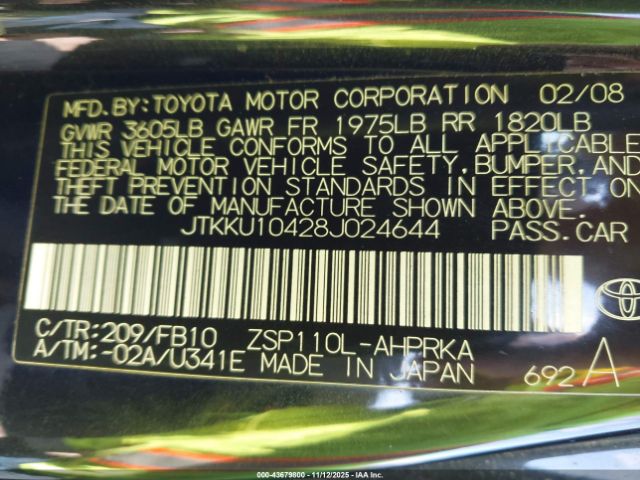 MFD.BY:TOYOTA MOTOR CORPORATION 02/08
GVWR 3605LB GAWR FR 1975LB RR 1820LB
THIS VEHICLE CONFORMS TO ALL APPLICABLE
FEDERAL MOTOR VEHICLE SAFETY,BUMPER,AND
THEFT PREVENTION STANDARDS IN EFFECT ON
THE DATE OF MANUFACTURE SHOWN ABOVE.
JTKKU10428J024644 PASS.CAR
C/TR:209/FB10 ZSP110L-AHPRKA
A/TM:-02A/U341E MADE IN JAPAN 692 A
000-43679800 - 11/12/2025 - IAA Inc.